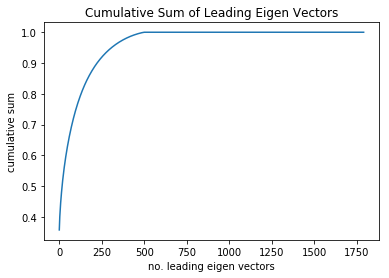 Cumulative Sum of Leading Eigen Vectors
1.0
0.9
0.8
0.7
0.6
0.5
0.4
cumulative sum
0 250 500 750 1000 1250 1500 1750
no. leading eigen vectors